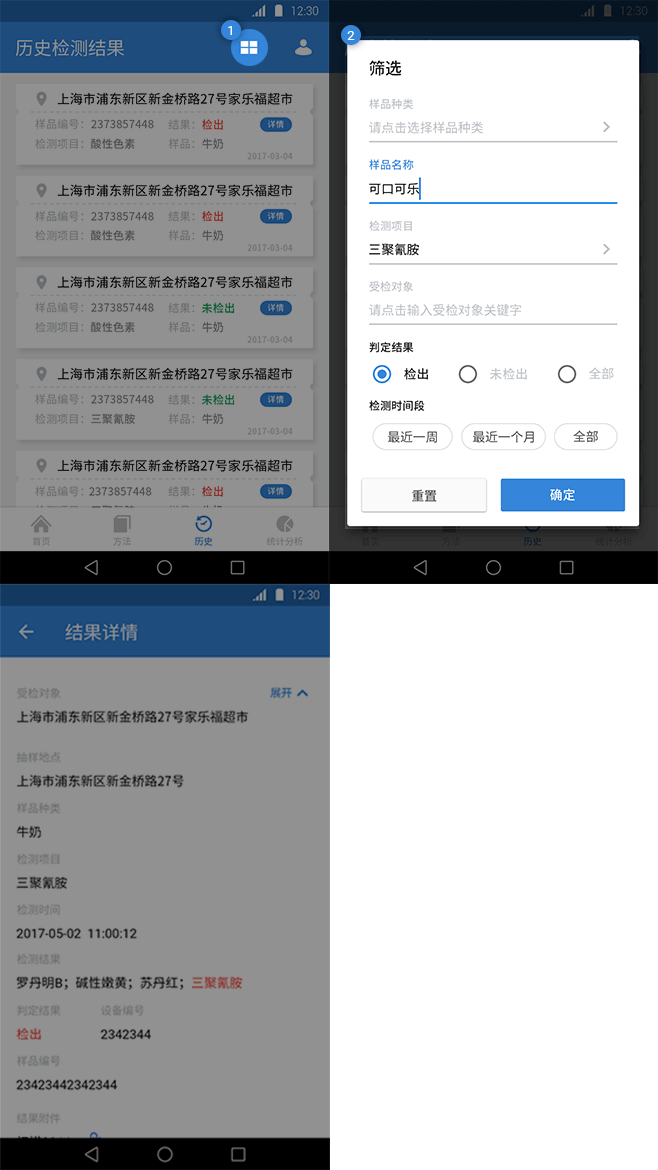 12:30
历史检测结果
1
上海市浦东新区新金桥路27号家乐福超市
样品编号：2373857448 结果：检出 详情
检测项目：酸性色素 样品：牛奶
2017-03-04
上海市浦东新区新金桥路27号家乐福超市
样品编号：2373857448 结果：检出 详情
检测项目：酸性色素 样品：牛奶
2017-03-04
上海市浦东新区新金桥路27号家乐福超市
样品编号：2373857448 结果：未检出 详情
检测项目：酸性色素 样品：牛奶
2017-03-04
上海市浦东新区新金桥路27号家乐福超市
样品编号：2373857448 结果：未检出 详情
检测项目：三聚氰胺 样品：牛奶
2017-03-04
上海市浦东新区新金桥路27号家乐福超市
样品编号：2373857448 结果：检出 详情
首页 方法 历史 统计分析
12:30
2
筛选
样品种类
请点击选择样品种类
样品名称
可口可乐
检测项目
三聚氰胺
受检对象
请点击输入受检对象关键字
判定结果
检出 未检出 全部
检测时间段
最近一周 最近一个月 全部
重置 确定
首页 方法 历史 统计分析
12:30
结果详情
受检对象 展开
上海市浦东新区新金桥路27号家乐福超市
抽样地点
上海市浦东新区新金桥路27号
样品种类
牛奶
检测项目
三聚氰胺
检测时间
2017-05-02 11:00:12
检测结果
罗丹明B；碱性嫩黄；苏丹红；三聚氰胺
判定结果 设备编号
检出 2342344
样品编号
23423442342344
结果附件